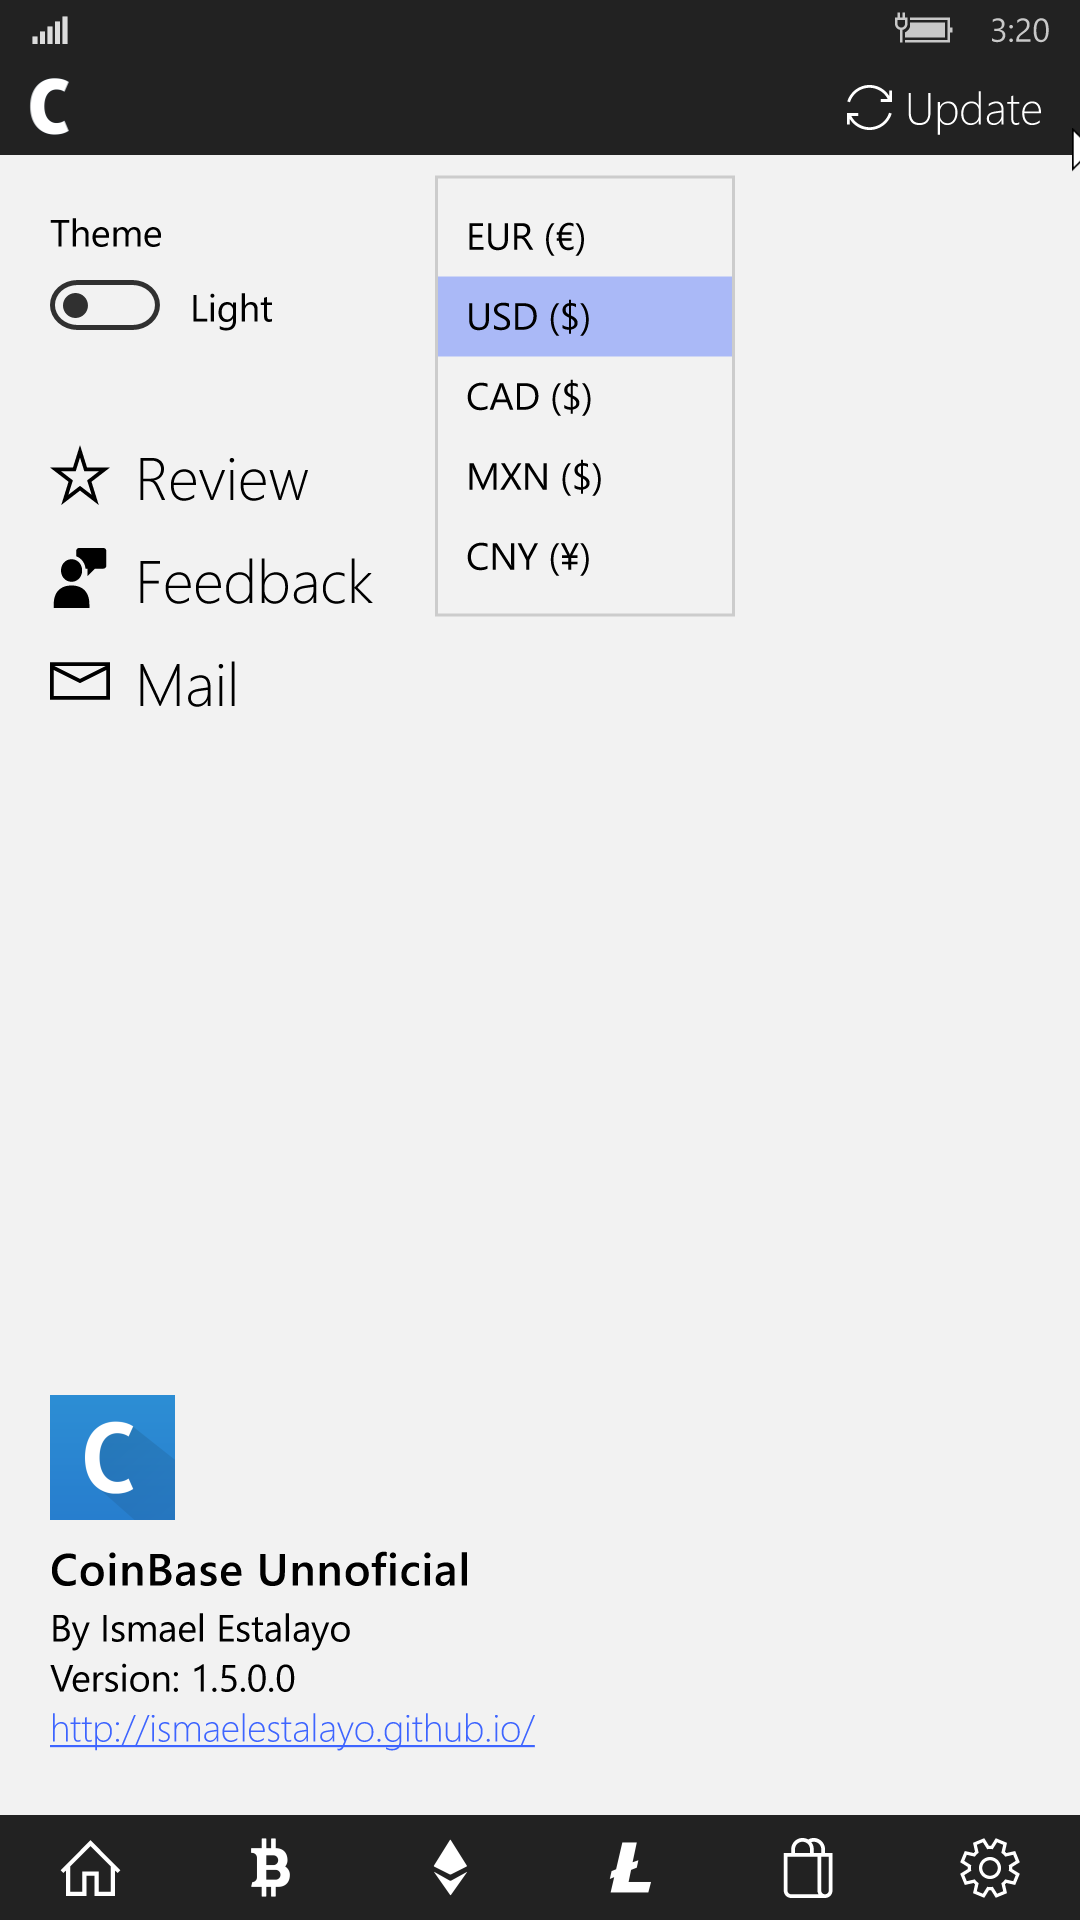 3:20
C
Update
Theme
Light
EUR (€)
USD ($)
CAD ($)
MXN ($)
CNY (¥)
Review
Feedback
Mail
C
CoinBase Unnoficial
By Ismael Estalayo
Version: 1.5.0.0
http://ismaelestalayo.github.io/